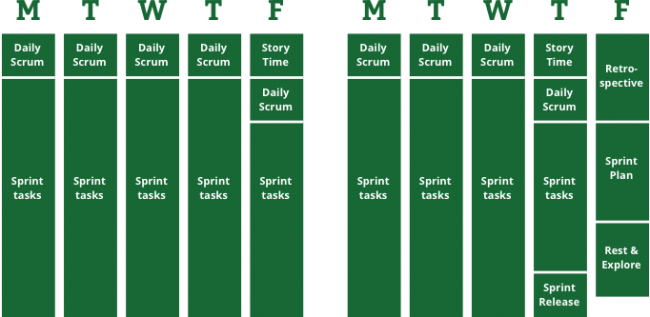 M T W T F M T W T F
Daily Daily Daily Daily Story Daily Daily Daily Story
Scrum Scrum Scrum Scrum Time Scrum Scrum Scrum Time
Retro-
spective
Daily Daily
Scrum Scrum
Sprint
Plan
Sprint Sprint Sprint Sprint Sprint Sprint Sprint Sprint Sprint
tasks tasks tasks tasks tasks tasks tasks tasks tasks
Rest &
Explore
Sprint
Release